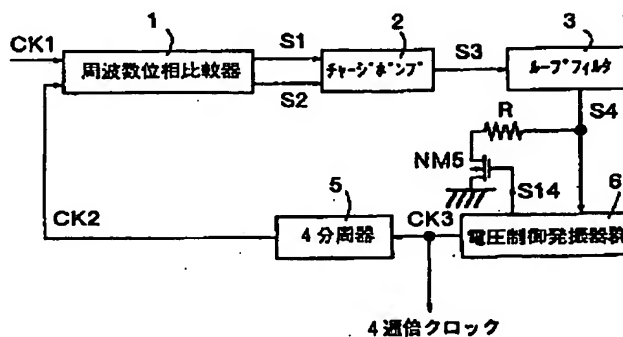 1
CK1
周波数位相比較器
S1
S2
2
チャージポンプ
S3
3
ループフィルタ
S4
R
NM5
S14
6
電圧制御発振器群
CK3
5
4分周器
CK2
4逓倍クロック